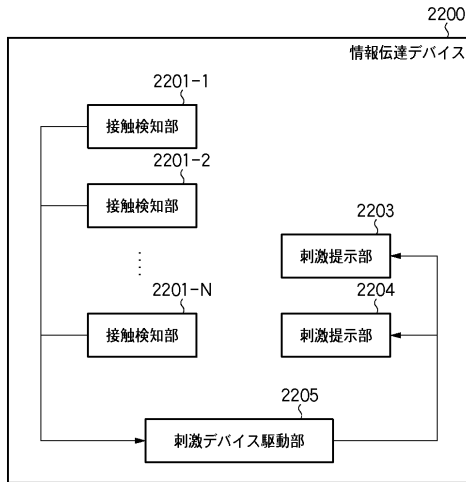 2200
情報伝達デバイス
2201-1
接触検知部
2201-2
接触検知部
2203
刺激提示部
2201-N
接触検知部
2204
刺激提示部
2205
刺激デバイス駆動部